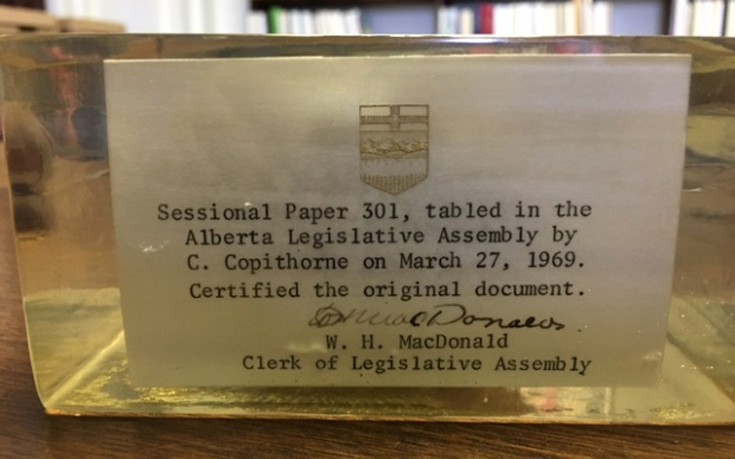 Sessional Paper 301, tabled in the
Alberta Legislative Assembly by
C. Copithorne on March 27, 1969.
Certified the original document.
W. H. MacDonald
Clerk of Legislative Assembly